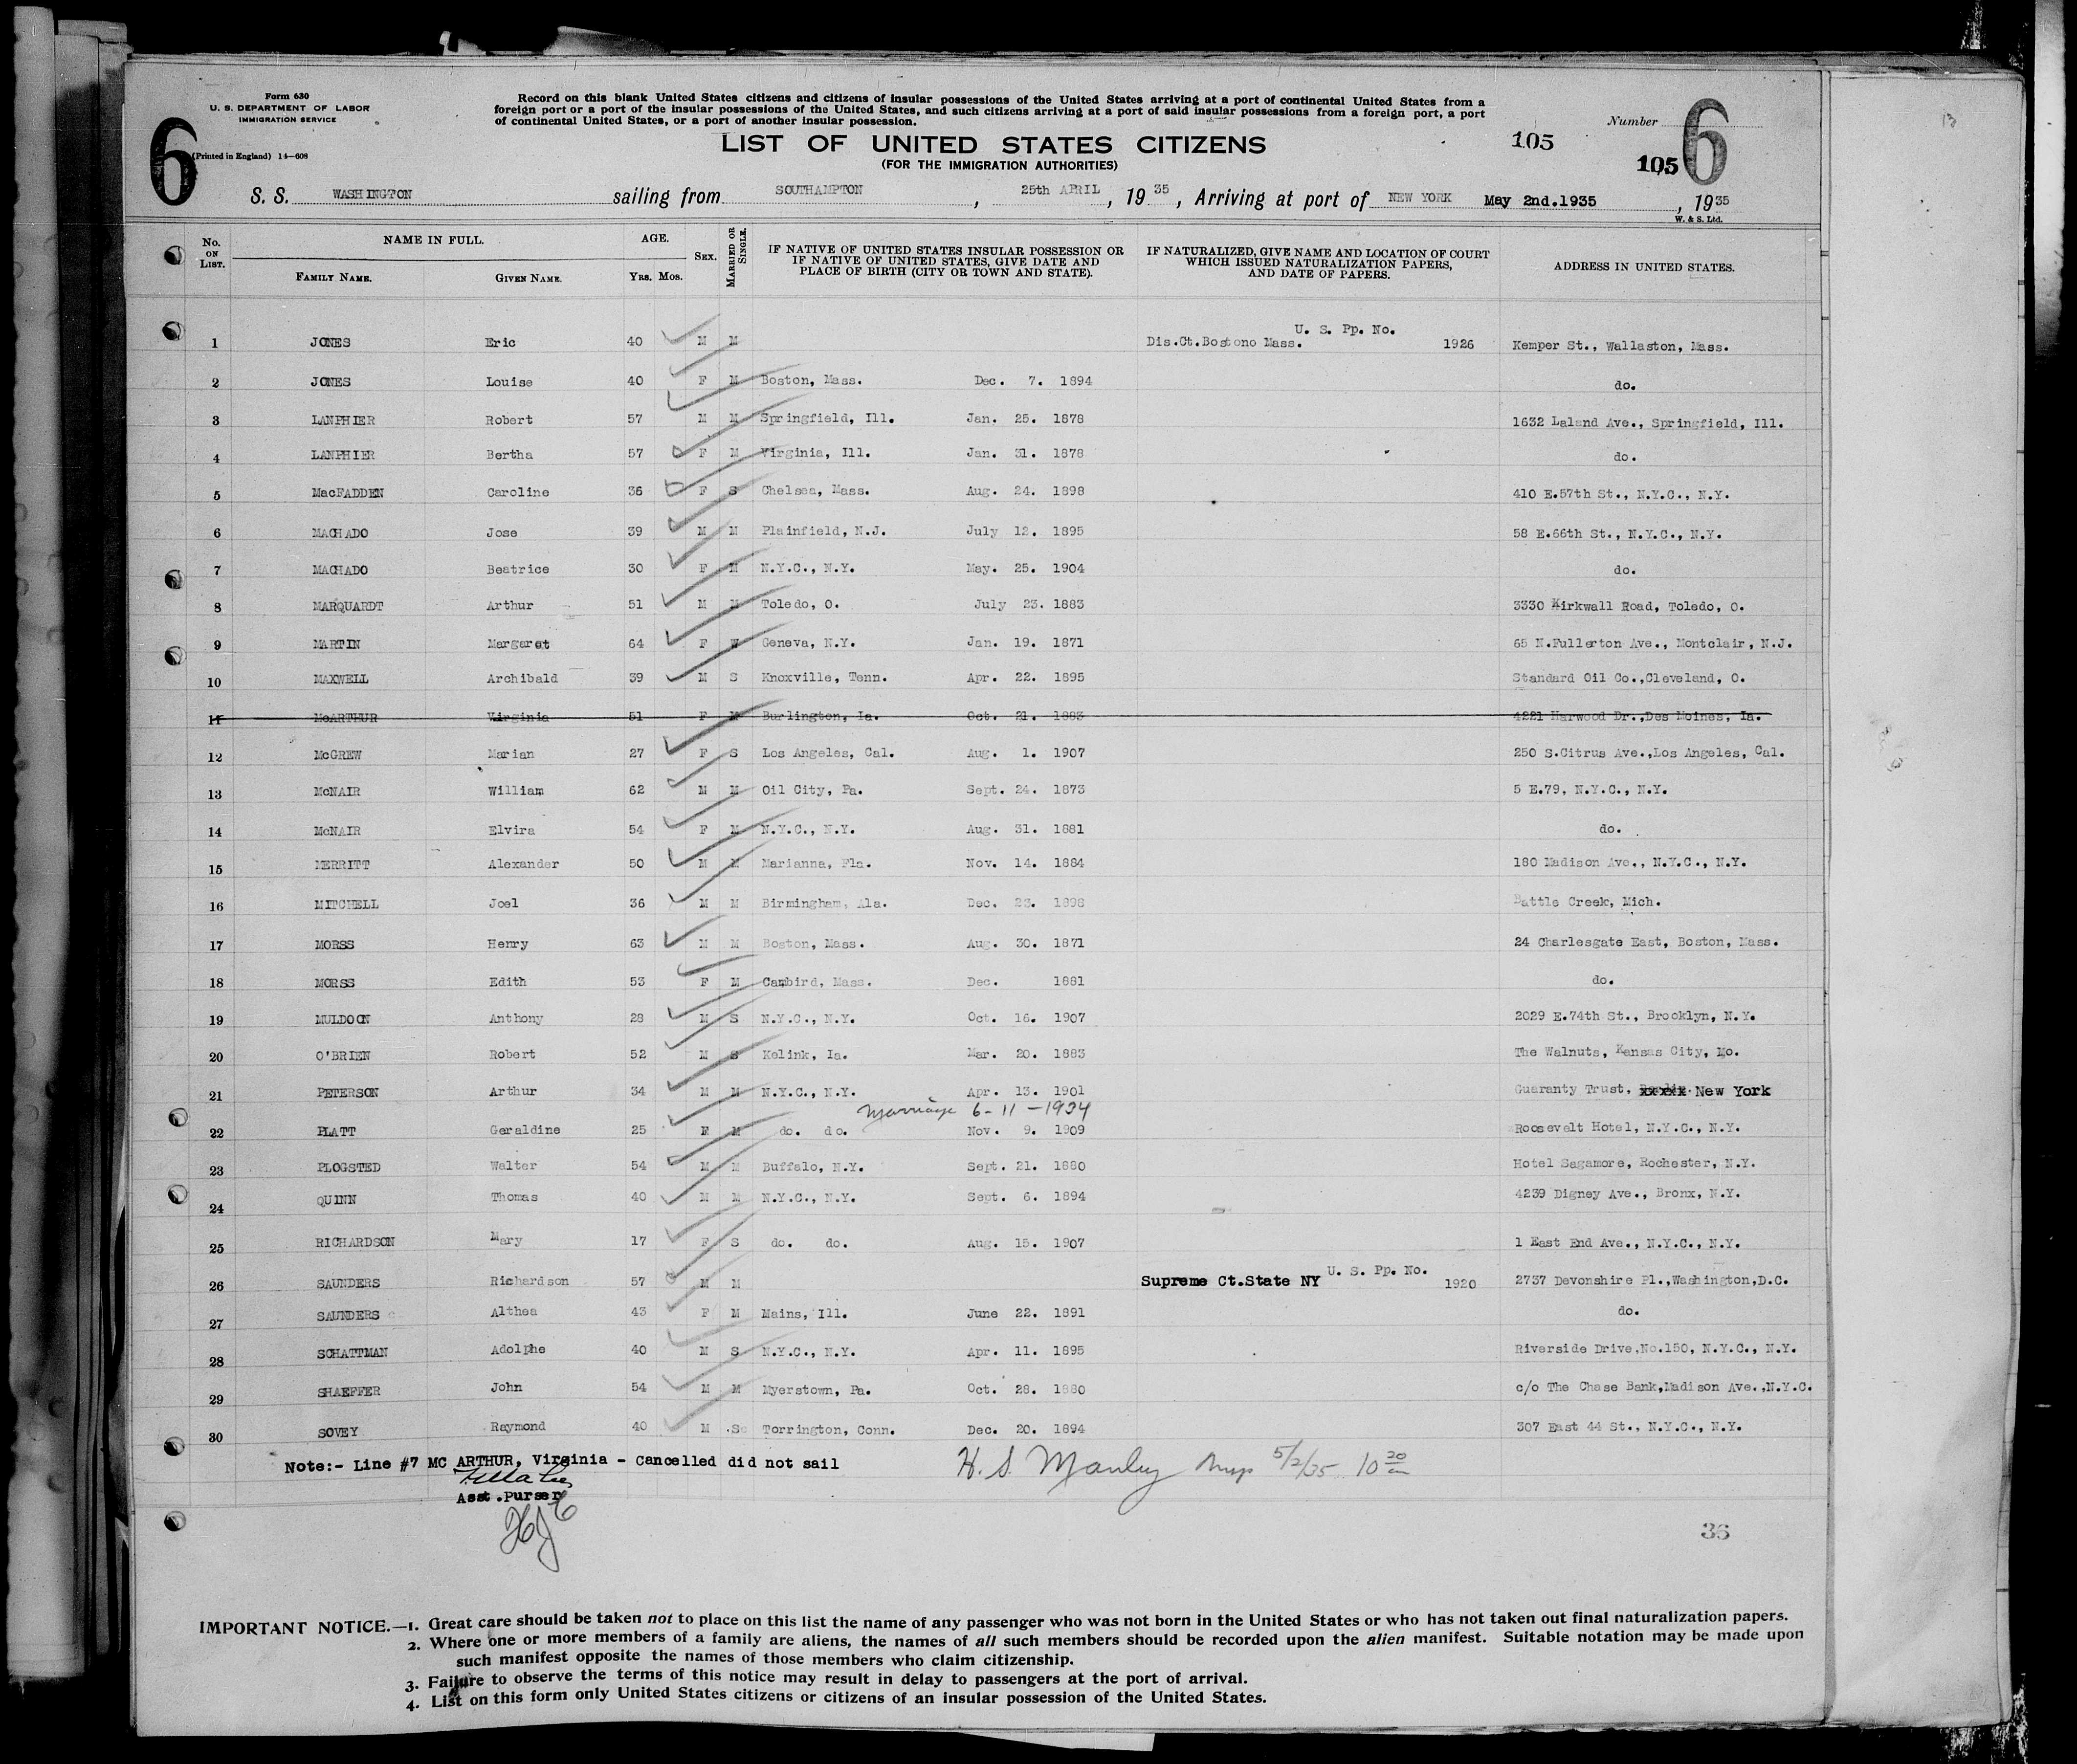 Form 630
U. S. DEPARTMENT OF LABOR
IMMIGRATION SERVICE
(Printed in England) 14—608
6
Record on this blank United States citizens and citizens of insular possessions of the United States arriving at a port of continental United States from a
foreign port or a port of the insular possessions of the United States, and such citizens arriving at a port of said insular possessions from a foreign port, a port
of continental United States, or a port of another insular possession.
Number 6
LIST OF UNITED STATES CITIZENS
105
(FOR THE IMMIGRATION AUTHORITIES)
105
S. S. WASHINGTON sailing from SOUTHAMPTON, 25th APRIL, 1935, Arriving at port of NEW YORK May 2nd.1935, 1935
W. & S. Ltd.
No. ON LIST. NAME IN FULL. FAMILY NAME. GIVEN NAME. AGE. YRS. MOS. SEX. MARRIED OR SINGLE. IF NATIVE OF UNITED STATES INSULAR POSSESSION OR IF NATIVE OF UNITED STATES, GIVE DATE AND PLACE OF BIRTH (CITY OR TOWN AND STATE). IF NATURALIZED, GIVE NAME AND LOCATION OF COURT WHICH ISSUED NATURALIZATION PAPERS, AND DATE OF PAPERS. ADDRESS IN UNITED STATES.
1 JONES Eric 40 M M Dis.Ct.Bostono Mass. U. S. Pp. No. 1926 Kemper St., Wallaston, Mass.
2 JONES Louise 40 F M Boston, Mass. Dec. 7. 1894 do.
3 LANPHIER Robert 57 M M Springfield, Ill. Jan. 25. 1878 1632 Laland Ave., Springfield, Ill.
4 LANPHIER Bertha 57 F M Virginia, Ill. Jan. 31. 1878 do.
5 MacFADDEN Caroline 36 F S Chelsea, Mass. Aug. 24. 1898 410 E.57th St., N.Y.C., N.Y.
6 MACHADO Jose 39 M M Plainfield, N.J. July 12. 1895 58 E.66th St., N.Y.C., N.Y.
7 MACHADO Beatrice 30 F M N.Y.C., N.Y. May. 25. 1904 do.
8 MARQUARDT Arthur 51 M M Toledo, O. July 23. 1883 3330 Kirkwall Road, Toledo, O.
9 MARTIN Margaret 64 F W Geneva, N.Y. Jan. 19. 1871 65 N.Fullerton Ave., Montclair, N.J.
10 MAXWELL Archibald 39 M S Knoxville, Tenn. Apr. 22. 1895 Standard Oil Co.,Cleveland, O.
11 McARTHUR Virginia 51 F M Burlington, Ia. Oct. 21. 1883 4221 Harwood Dr.,Des Moines, Ia.
12 McGREW Marian 27 F S Los Angeles, Cal. Aug. 1. 1907 250 S.Citrus Ave.,Los Angeles, Cal.
13 McNAIR William 62 M M Oil City, Pa. Sept. 24. 1873 5 E.79, N.Y.C., N.Y.
14 McNAIR Elvira 54 F M N.Y.C., N.Y. Aug. 31. 1881 do.
15 MERRITT Alexander 50 M M Marianna, Fla. Nov. 14. 1884 180 Madison Ave., N.Y.C., N.Y.
16 MITCHELL Joel 36 M M Birmingham, Ala. Dec. 23. 1898 Battle Creek, Mich.
17 MORSS Henry 63 M M Boston, Mass. Aug. 30. 1871 24 Charlesgate East, Boston, Mass.
18 MORSS Edith 53 F M Cambird, Mass. Dec. 1881 do.
19 MULDOON Anthony 28 M S N.Y.C., N.Y. Oct. 16. 1907 2029 E.74th St., Brooklyn, N.Y.
20 O'BRIEN Robert 52 M S Kelink, Ia. Mar. 20. 1883 The Walnuts, Kansas City, Mo.
21 PETERSON Arthur 34 M M N.Y.C., N.Y. Apr. 13. 1901 Guaranty Trust, xxxxx New York
Marriage 6-11-1934
22 PLATT Geraldine 25 F M do. do. Nov. 9. 1909 Roosevelt Hotel, N.Y.C., N.Y.
23 PLOGSTED Walter 54 M M Buffalo, N.Y. Sept. 21. 1880 Hotel Sagamore, Rochester, N.Y.
24 QUINN Thomas 40 M M N.Y.C., N.Y. Sept. 6. 1894 4239 Digney Ave., Bronx, N.Y.
25 RICHARDSON Mary 17 F S do. do. Aug. 15. 1907 1 East End Ave., N.Y.C., N.Y.
26 SAUNDERS Richardson 57 M M Supreme Ct.State NY U. S. Pp. No. 1920 2737 Devonshire Pl.,Washington,D.C.
27 SAUNDERS Althea 43 F M Mains, Ill. June 22. 1891 do.
28 SCHATTMAN Adolphe 40 M S N.Y.C., N.Y. Apr. 11. 1895 Riverside Drive.No.150, N.Y.C., N.Y.
29 SHAEFFER John 54 M M Myerstown, Pa. Oct. 28. 1880 c/o The Chase Bank,Madison Ave.,N.Y.C.
30 SOVEY Raymond 40 M S Torrington, Conn. Dec. 20. 1894 307 East 44 St., N.Y.C., N.Y.
Note:- Line #7 MC ARTHUR, Virginia - Cancelled did not sail
H. S. Manley Insp 5/2/35 10 20 am
Asst.Purser
36
IMPORTANT NOTICE.—1. Great care should be taken not to place on this list the name of any passenger who was not born in the United States or who has not taken out final naturalization papers.
2. Where one or more members of a family are aliens, the names of all such members should be recorded upon the alien manifest. Suitable notation may be made upon
such manifest opposite the names of those members who claim citizenship.
3. Failure to observe the terms of this notice may result in delay to passengers at the port of arrival.
4. List on this form only United States citizens or citizens of an insular possession of the United States.